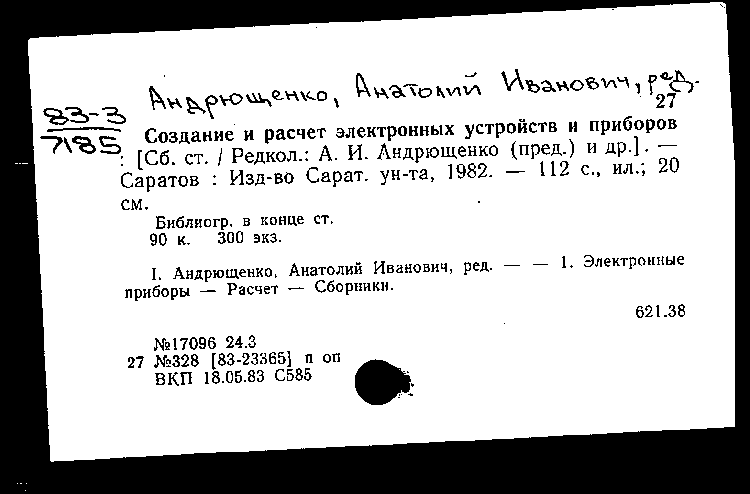 Андрющенко, Анатолий Иванович, ред.
83-3
7185
27
Создание и расчет электронных устройств и приборов
: [Сб. ст. / Редкол.: А. И. Андрющенко (пред.) и др.]. —
Саратов : Изд-во Сарат. ун-та, 1982. — 112 с., ил.; 20
см.
Библиогр. в конце ст.
90 к. 300 экз.
I. Андрющенко, Анатолий Иванович, ред. — — 1. Электронные
приборы — Расчет — Сборники.
621.38
№17096 24.3
27 №328 [83-23365] п оп
ВКП 18.05.83 С585